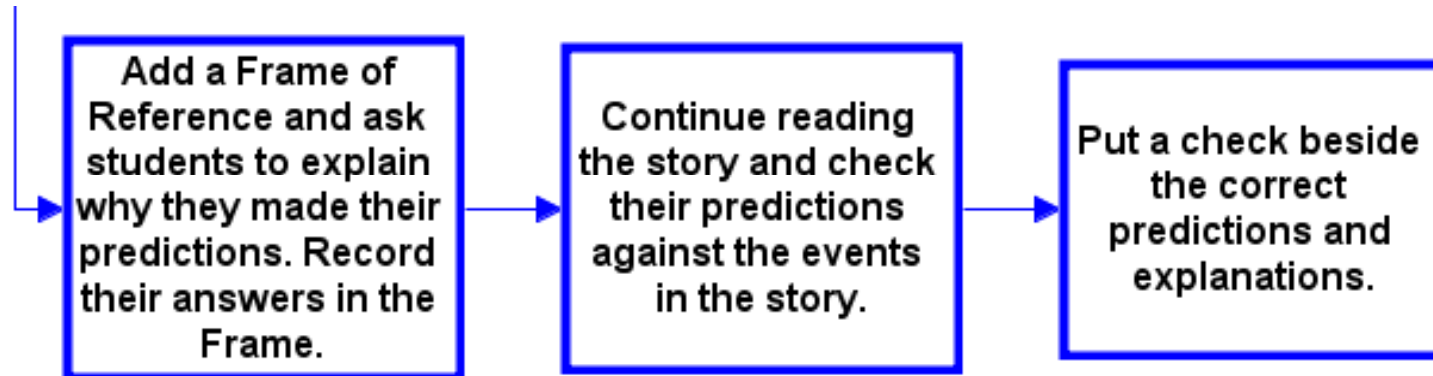 Add a Frame of
Reference and ask
students to explain
why they made their
predictions. Record
their answers in the
Frame.
Continue reading
the story and check
their predictions
against the events
in the story.
Put a check beside
the correct
predictions and
explanations.